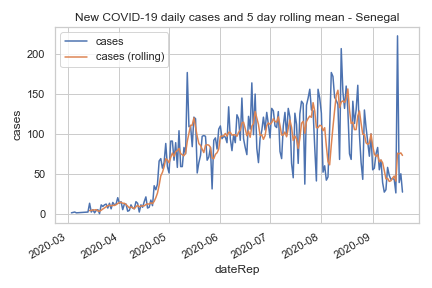 New COVID-19 daily cases and 5 day rolling mean - Senegal
cases
cases (rolling)
200
150
100
50
0
cases
2020-03
2020-04
2020-05
2020-06
2020-07
2020-08
2020-09
dateRep